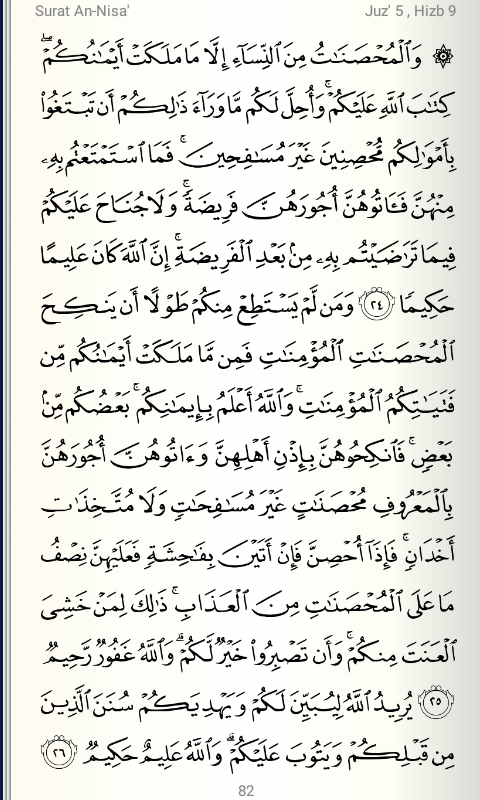 Surat An-Nisa' Juz' 5 , Hizb 9
۞ وَٱلۡمُحۡصَنَٰتُ مِنَ ٱلنِّسَآءِ إِلَّا مَا مَلَكَتۡ أَيۡمَٰنُكُمۡۖ
كِتَٰبَ ٱللَّهِ عَلَيۡكُمۡۚ وَأُحِلَّ لَكُم مَّا وَرَآءَ ذَٰلِكُمۡ أَن تَبۡتَغُواْ
بِأَمۡوَٰلِكُم مُّحۡصِنِينَ غَيۡرَ مُسَٰفِحِينَۚ فَمَا ٱسۡتَمۡتَعۡتُم بِهِۦ
مِنۡهُنَّ فَـَٔاتُوهُنَّ أُجُورَهُنَّ فَرِيضَةٗۚ وَلَا جُنَاحَ عَلَيۡكُمۡ
فِيمَا تَرَٰضَيۡتُم بِهِۦ مِنۢ بَعۡدِ ٱلۡفَرِيضَةِۚ إِنَّ ٱللَّهَ كَانَ عَلِيمًا
حَكِيمٗا ٢٤ وَمَن لَّمۡ يَسۡتَطِعۡ مِنكُمۡ طَوۡلًا أَن يَنكِحَ
ٱلۡمُحۡصَنَٰتِ ٱلۡمُؤۡمِنَٰتِ فَمِن مَّا مَلَكَتۡ أَيۡمَٰنُكُم مِّن
فَتَيَٰتِكُمُ ٱلۡمُؤۡمِنَٰتِۚ وَٱللَّهُ أَعۡلَمُ بِإِيمَٰنِكُمۚ بَعۡضُكُم مِّنۢ
بَعۡضٖۚ فَٱنكِحُوهُنَّ بِإِذۡنِ أَهۡلِهِنَّ وَءَاتُوهُنَّ أُجُورَهُنَّ
بِٱلۡمَعۡرُوفِ مُحۡصَنَٰتٍ غَيۡرَ مُسَٰفِحَٰتٖ وَلَا مُتَّخِذَٰتِ
أَخۡدَانٖۚ فَإِذَآ أُحۡصِنَّ فَإِنۡ أَتَيۡنَ بِفَٰحِشَةٖ فَعَلَيۡهِنَّ نِصۡفُ
مَا عَلَى ٱلۡمُحۡصَنَٰتِ مِنَ ٱلۡعَذَابِۚ ذَٰلِكَ لِمَنۡ خَشِيَ
ٱلۡعَنَتَ مِنكُمۡۚ وَأَن تَصۡبِرُواْ خَيۡرٞ لَّكُمۡۗ وَٱللَّهُ غَفُورٞ رَّحِيمٞ
٢٥ يُرِيدُ ٱللَّهُ لِيُبَيِّنَ لَكُمۡ وَيَهۡدِيَكُمۡ سُنَنَ ٱلَّذِينَ
مِن قَبۡلِكُمۡ وَيَتُوبَ عَلَيۡكُمۡۗ وَٱللَّهُ عَلِيمٌ حَكِيمٞ ٢٦
82